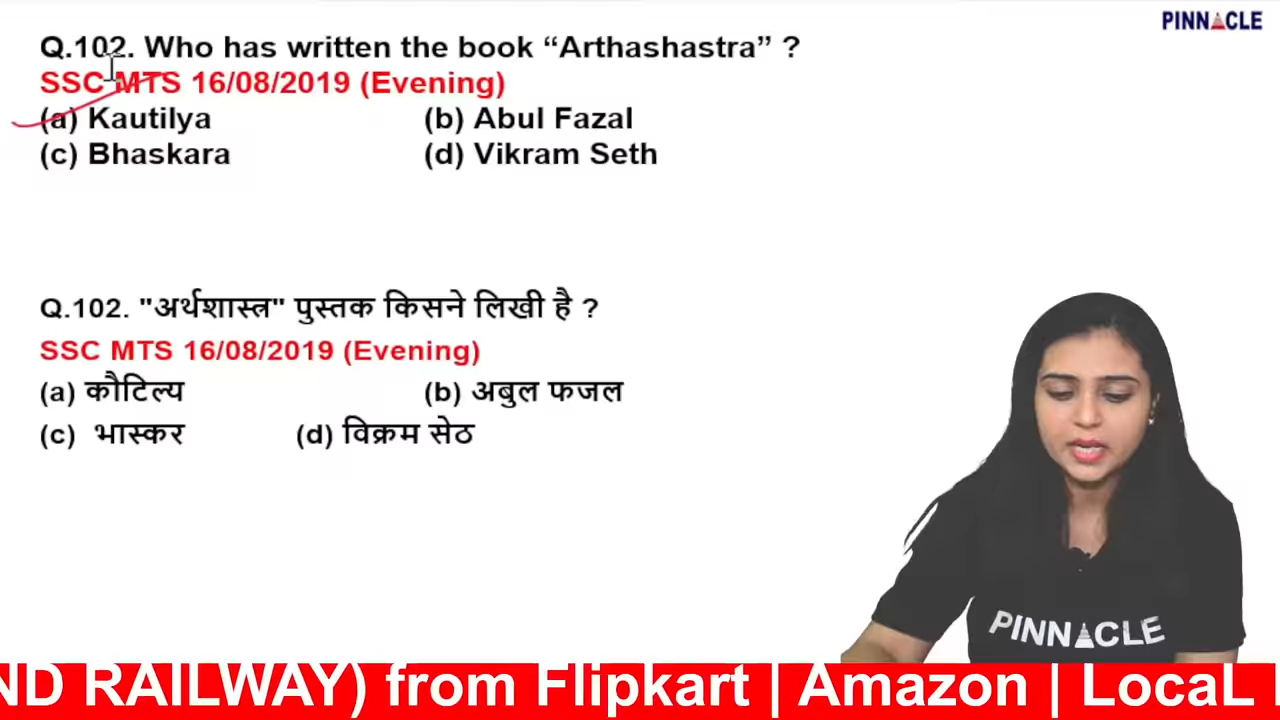 PINNACLE
Q.102. Who has written the book “Arthashastra” ?
SSC MTS 16/08/2019 (Evening)
(a) Kautilya (b) Abul Fazal
(c) Bhaskara (d) Vikram Seth
Q.102. "अर्थशास्त्र" पुस्तक किसने लिखी है ?
SSC MTS 16/08/2019 (Evening)
(a) कौटिल्य (b) अबुल फजल
(c) भास्कर (d) विक्रम सेठ
PINNACLE
ND RAILWAY) from Flipkart | Amazon | LocaL